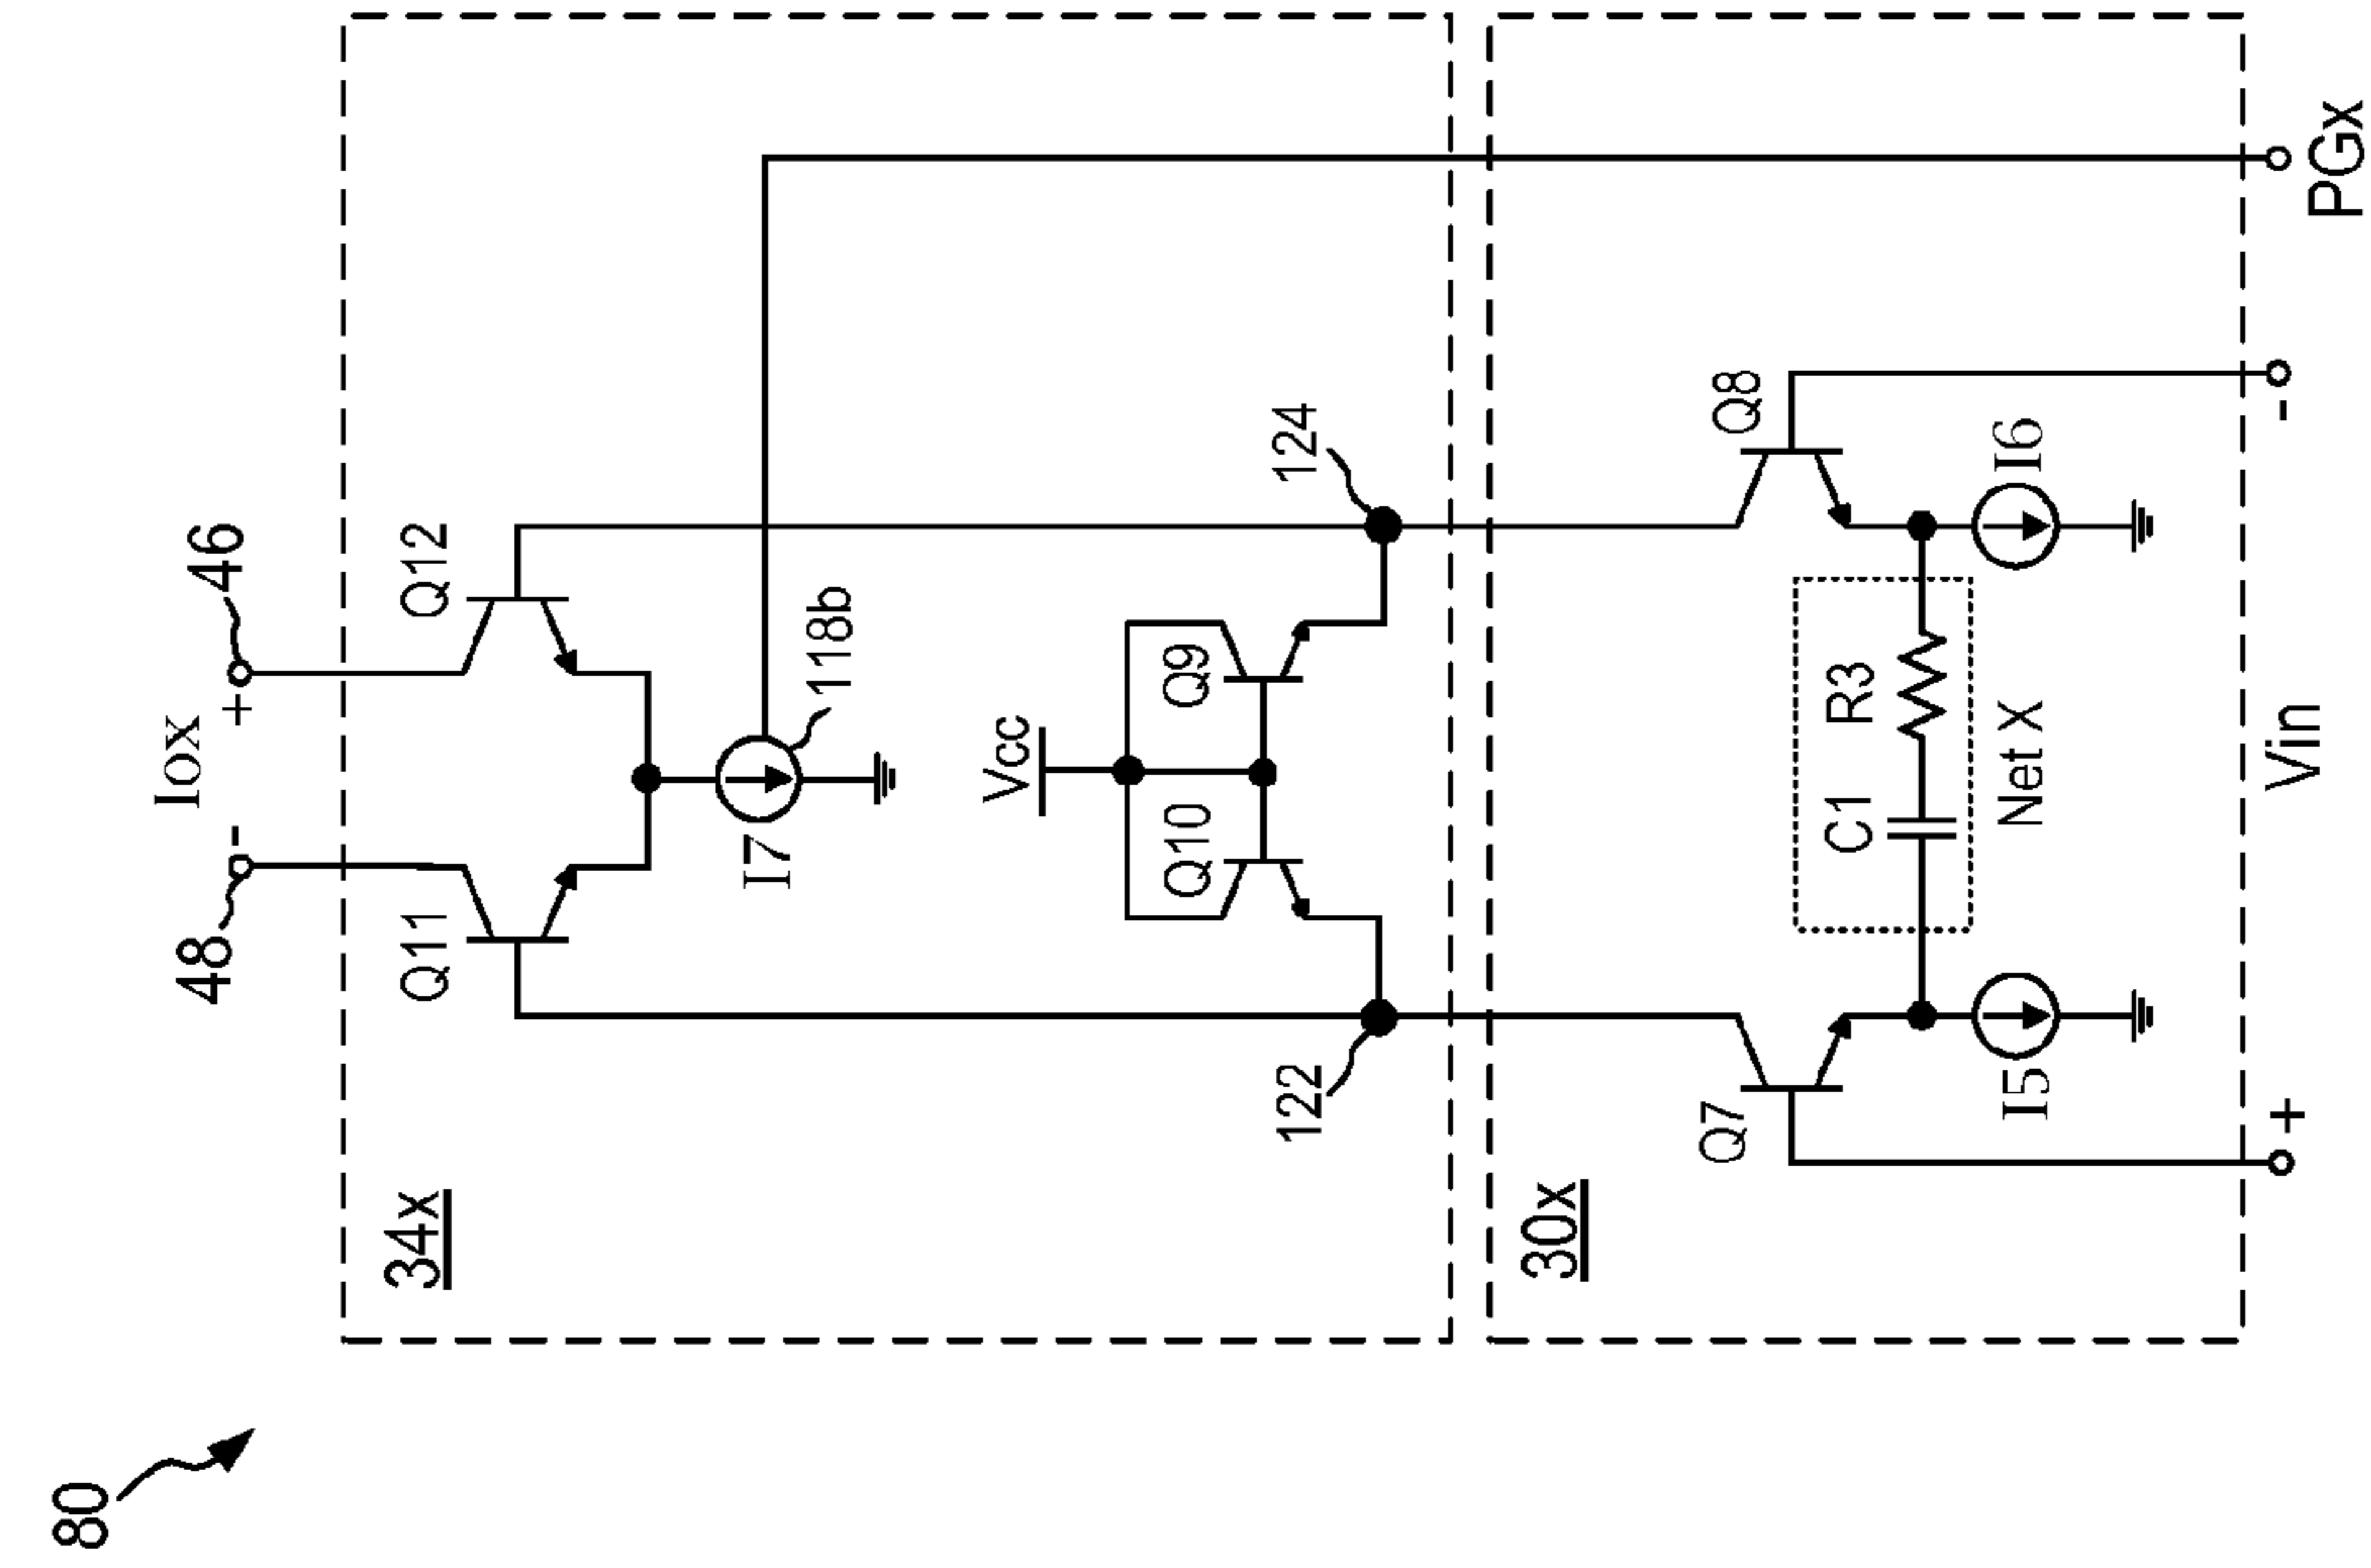 80
48
46
-
Iox
+
34x
Q11
Q12
I7
118b
Vcc
Q10
Q9
122
124
30x
Q7
Q8
C1
R3
Net X
I5
I6
+
Vin
-
PGx